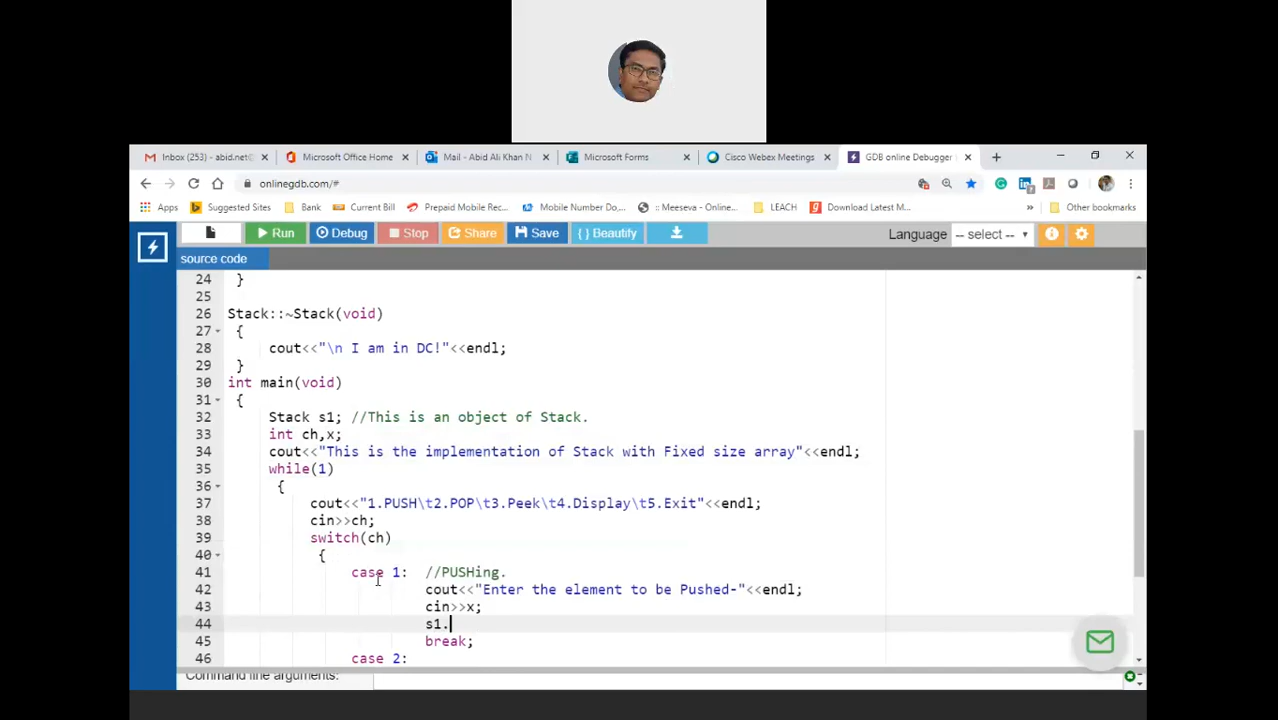 Inbox (253) - abid.net@
Microsoft Office Home
Mail - Abid Ali Khan N
Microsoft Forms
Cisco Webex Meetings
GDB online Debugger
onlinegdb.com/#
Apps
Suggested Sites
Bank
Current Bill
Prepaid Mobile Rec...
Mobile Number Do,...
:: Meeseva - Online...
LEACH
Download Latest M...
»
Other bookmarks
Run
Debug
Stop
Share
Save
{ } Beautify
Language
-- select --
source code
24 }
25
26 Stack::~Stack(void)
27 {
28 cout<<"\n I am in DC!"<<endl;
29 }
30 int main(void)
31 {
32 Stack s1; //This is an object of Stack.
33 int ch,x;
34 cout<<"This is the implementation of Stack with Fixed size array"<<endl;
35 while(1)
36 {
37 cout<<"1.PUSH\t2.POP\t3.Peek\t4.Display\t5.Exit"<<endl;
38 cin>>ch;
39 switch(ch)
40 {
41 case 1: //PUSHing.
42 cout<<"Enter the element to be Pushed-"<<endl;
43 cin>>x;
44 s1.
45 break;
46 case 2:
Command line arguments: